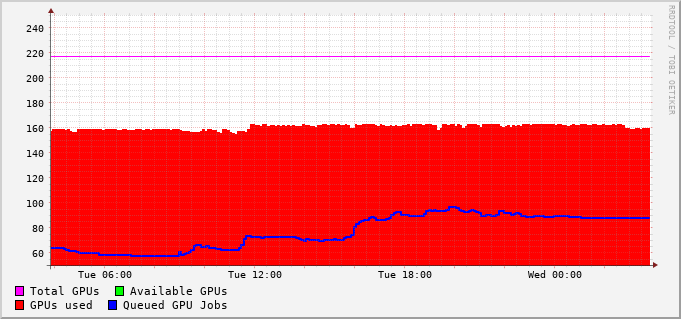 240
220
200
180
160
140
120
100
80
60
Tue 06:00 Tue 12:00 Tue 18:00 Wed 00:00
Total GPUs Available GPUs
GPUs used Queued GPU Jobs
RRDTOOL / TOBI OETIKER